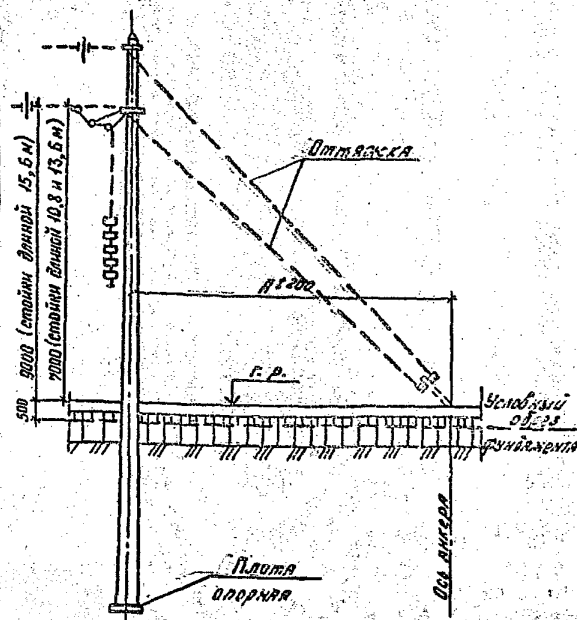 Оттяжка
9000 (стойки длиной 15,6 м)
7000 (стойки длиной 10,8 и 13,6 м)
А±200
г.р.
500
Условный
обрез
фундамента
Ось анкера
Плита
опорная